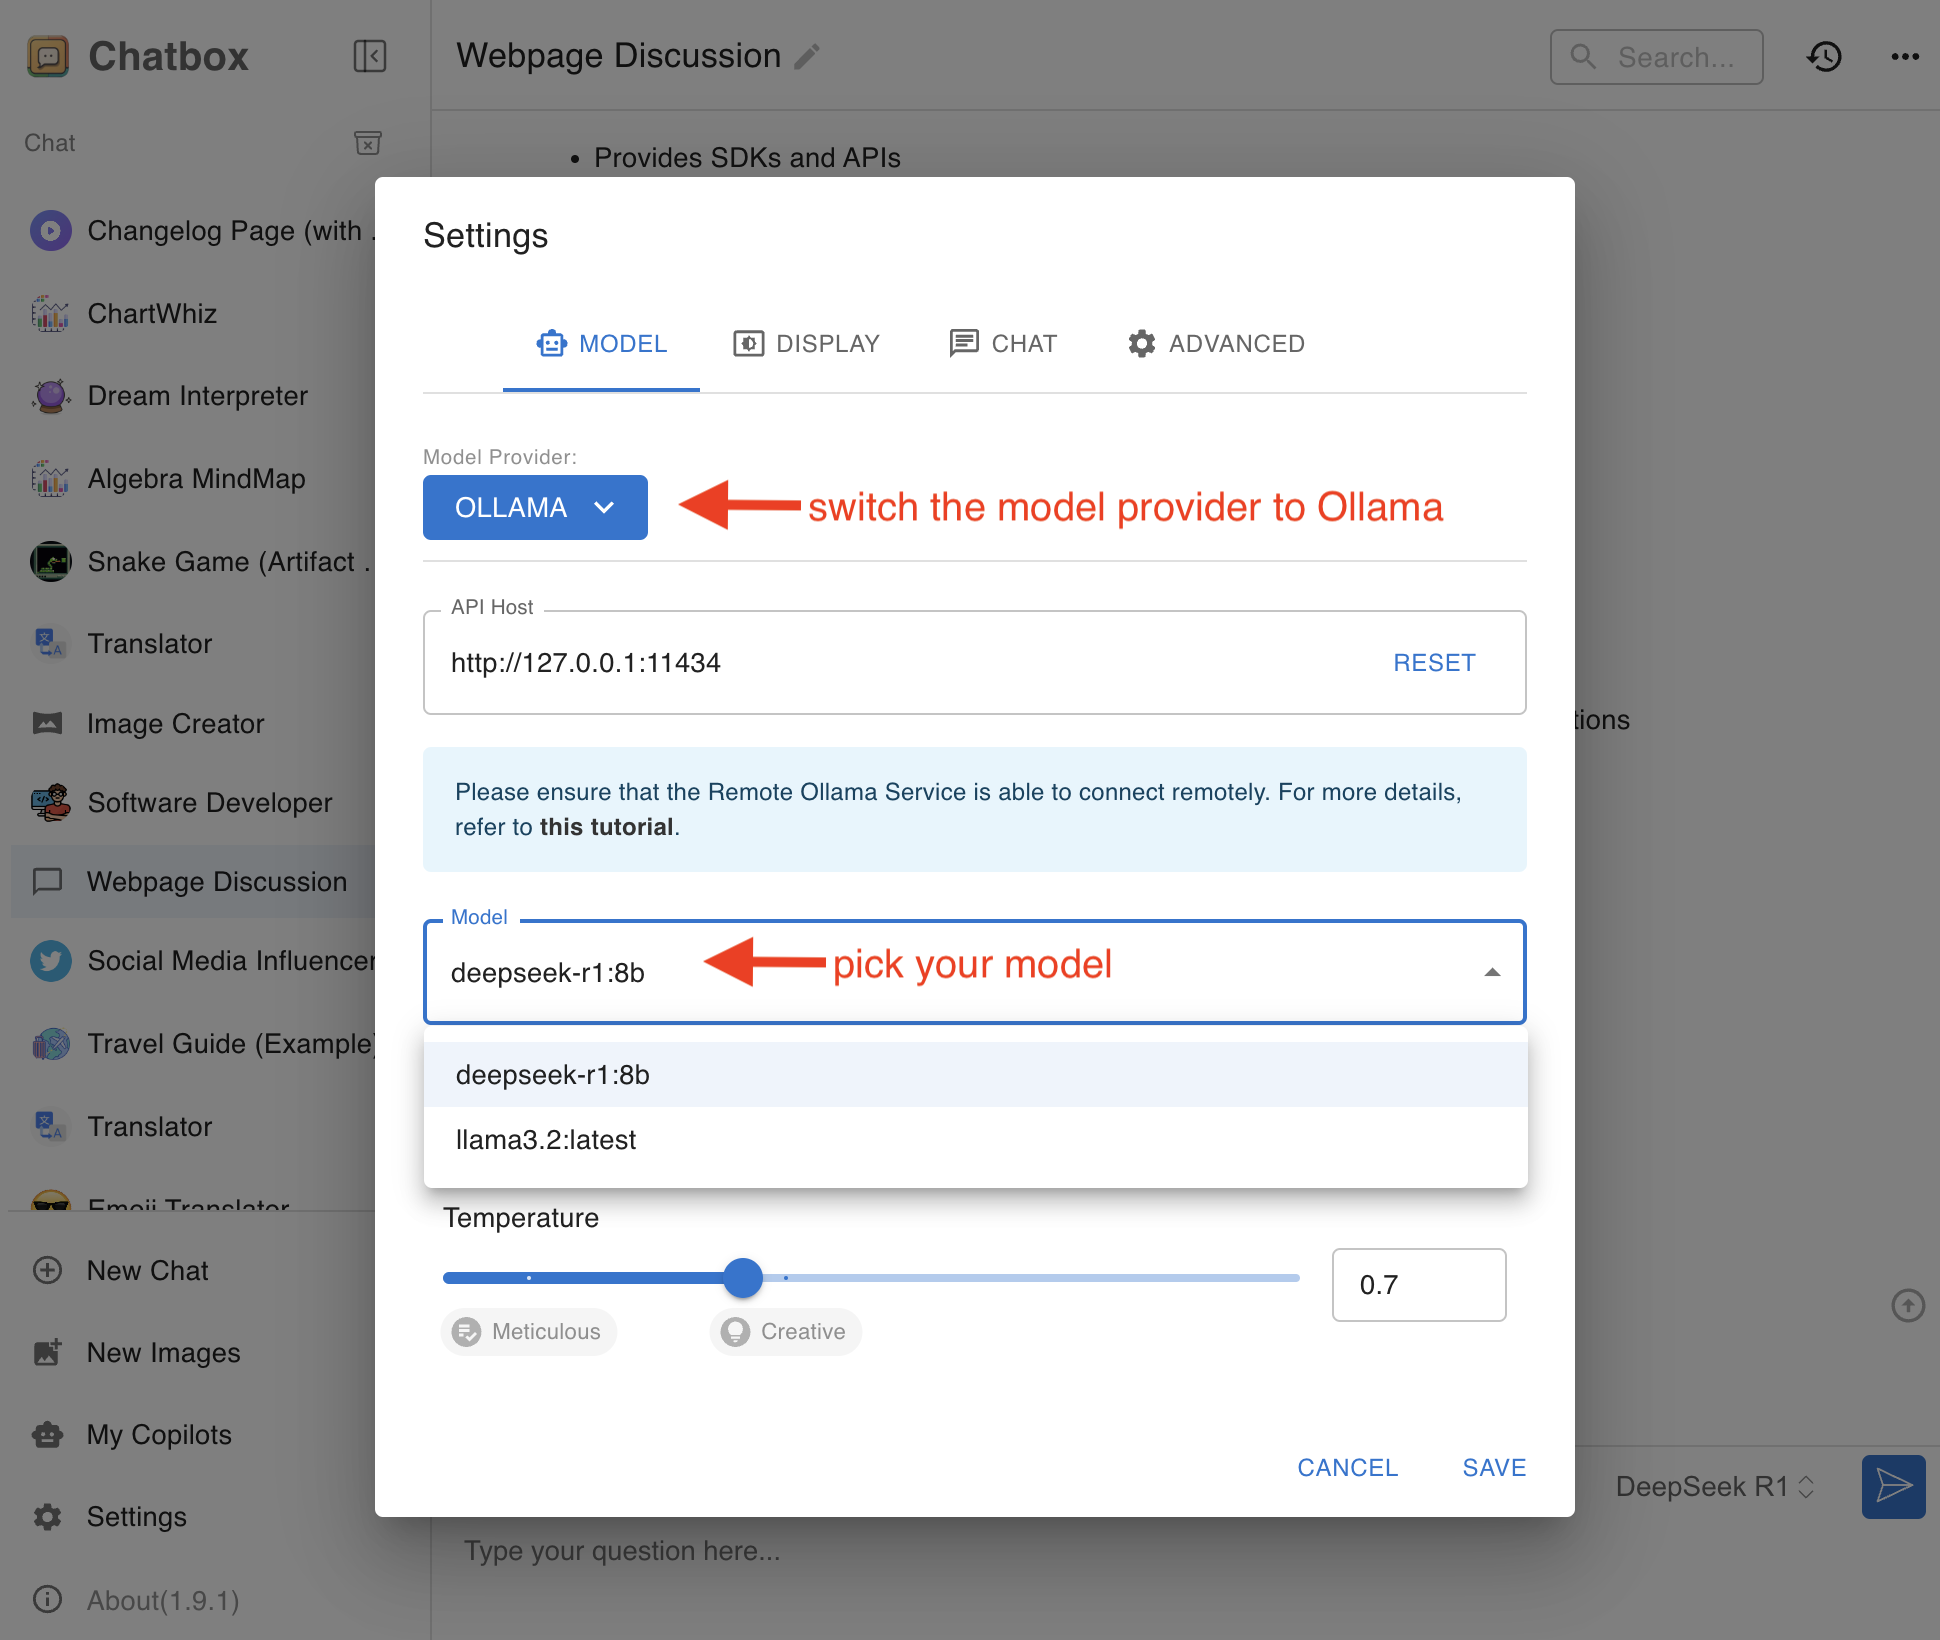 Chatbox
Webpage Discussion
Search...
Chat
Provides SDKs and APIs
Changelog Page (with .
ChartWhiz
Dream Interpreter
Algebra MindMap
Snake Game (Artifact .
Translator
Image Creator
Software Developer
Webpage Discussion
Social Media Influencer
Travel Guide (Example)
Translator
Emoji Translator
New Chat
New Images
My Copilots
Settings
About(1.9.1)
Settings
MODEL
DISPLAY
CHAT
ADVANCED
Model Provider:
OLLAMA
switch the model provider to Ollama
API Host
http://127.0.0.1:11434
RESET
Please ensure that the Remote Ollama Service is able to connect remotely. For more details,
refer to this tutorial.
Model
deepseek-r1:8b
pick your model
deepseek-r1:8b
llama3.2:latest
Temperature
0.7
Meticulous
Creative
CANCEL
SAVE
tions
DeepSeek R1
Type your question here...